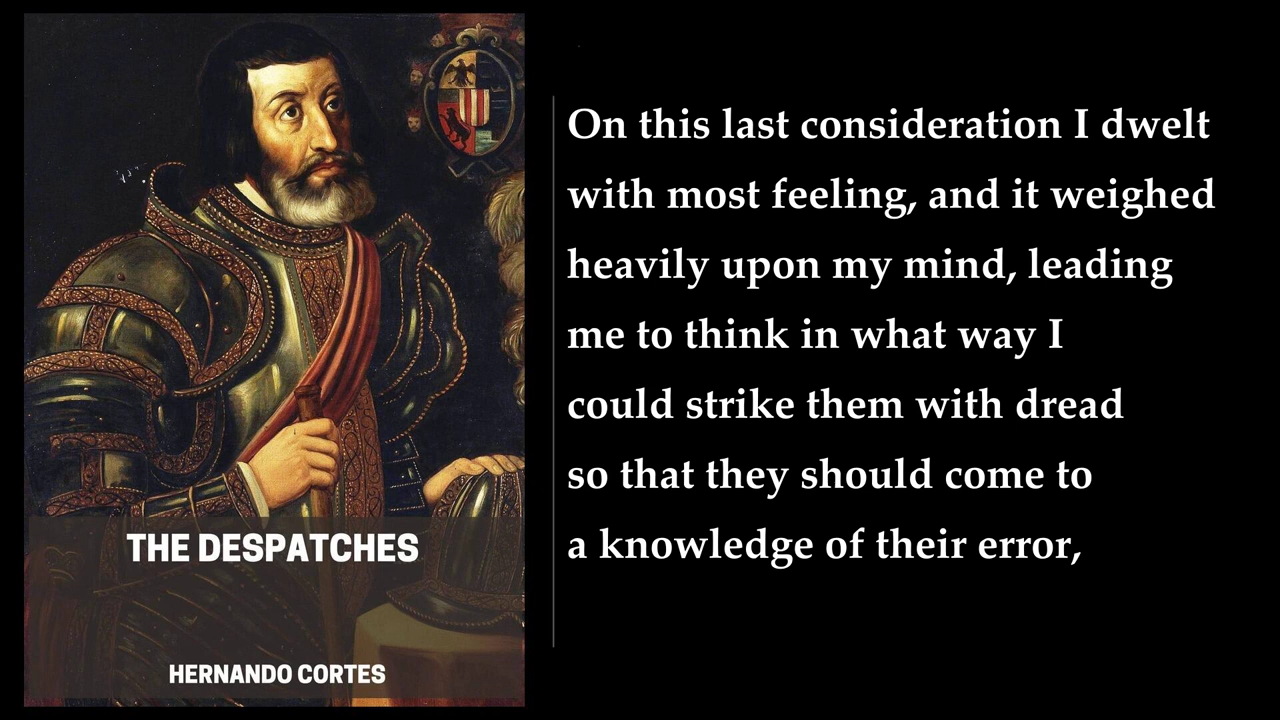 THE DESPATCHES
HERNANDO CORTES
On this last consideration I dwelt
with most feeling, and it weighed
heavily upon my mind, leading
me to think in what way I
could strike them with dread
so that they should come to
a knowledge of their error,